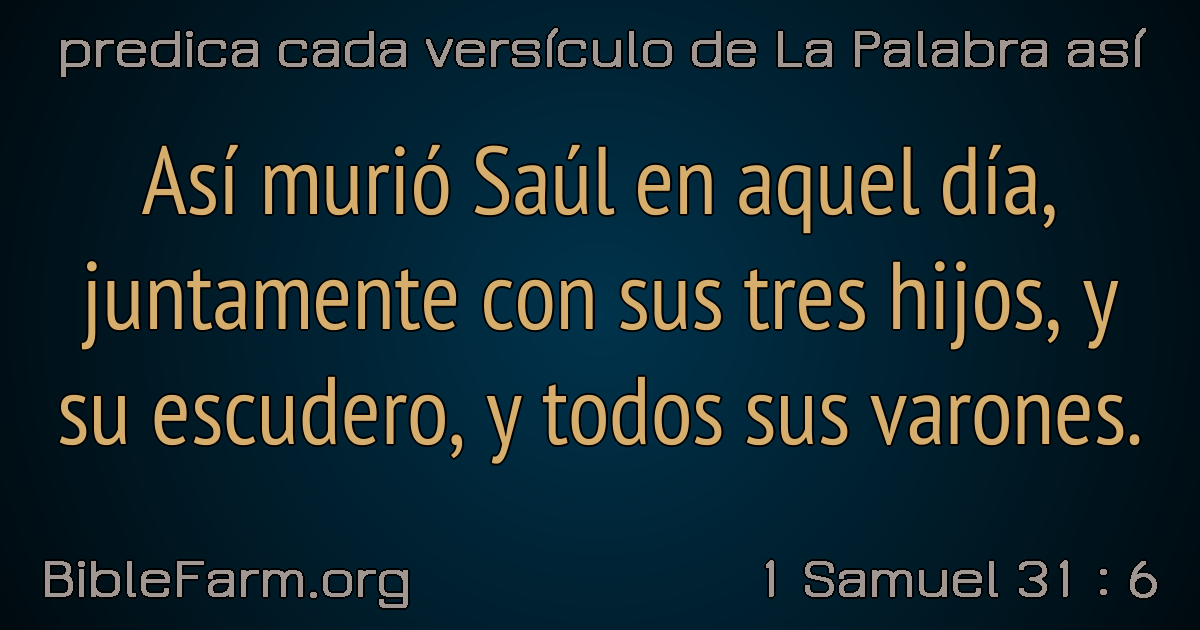 predica cada versículo de La Palabra así
Así murió Saúl en aquel día,
juntamente con sus tres hijos, y
su escudero, y todos sus varones.
BibleFarm.org
1 Samuel 31 : 6